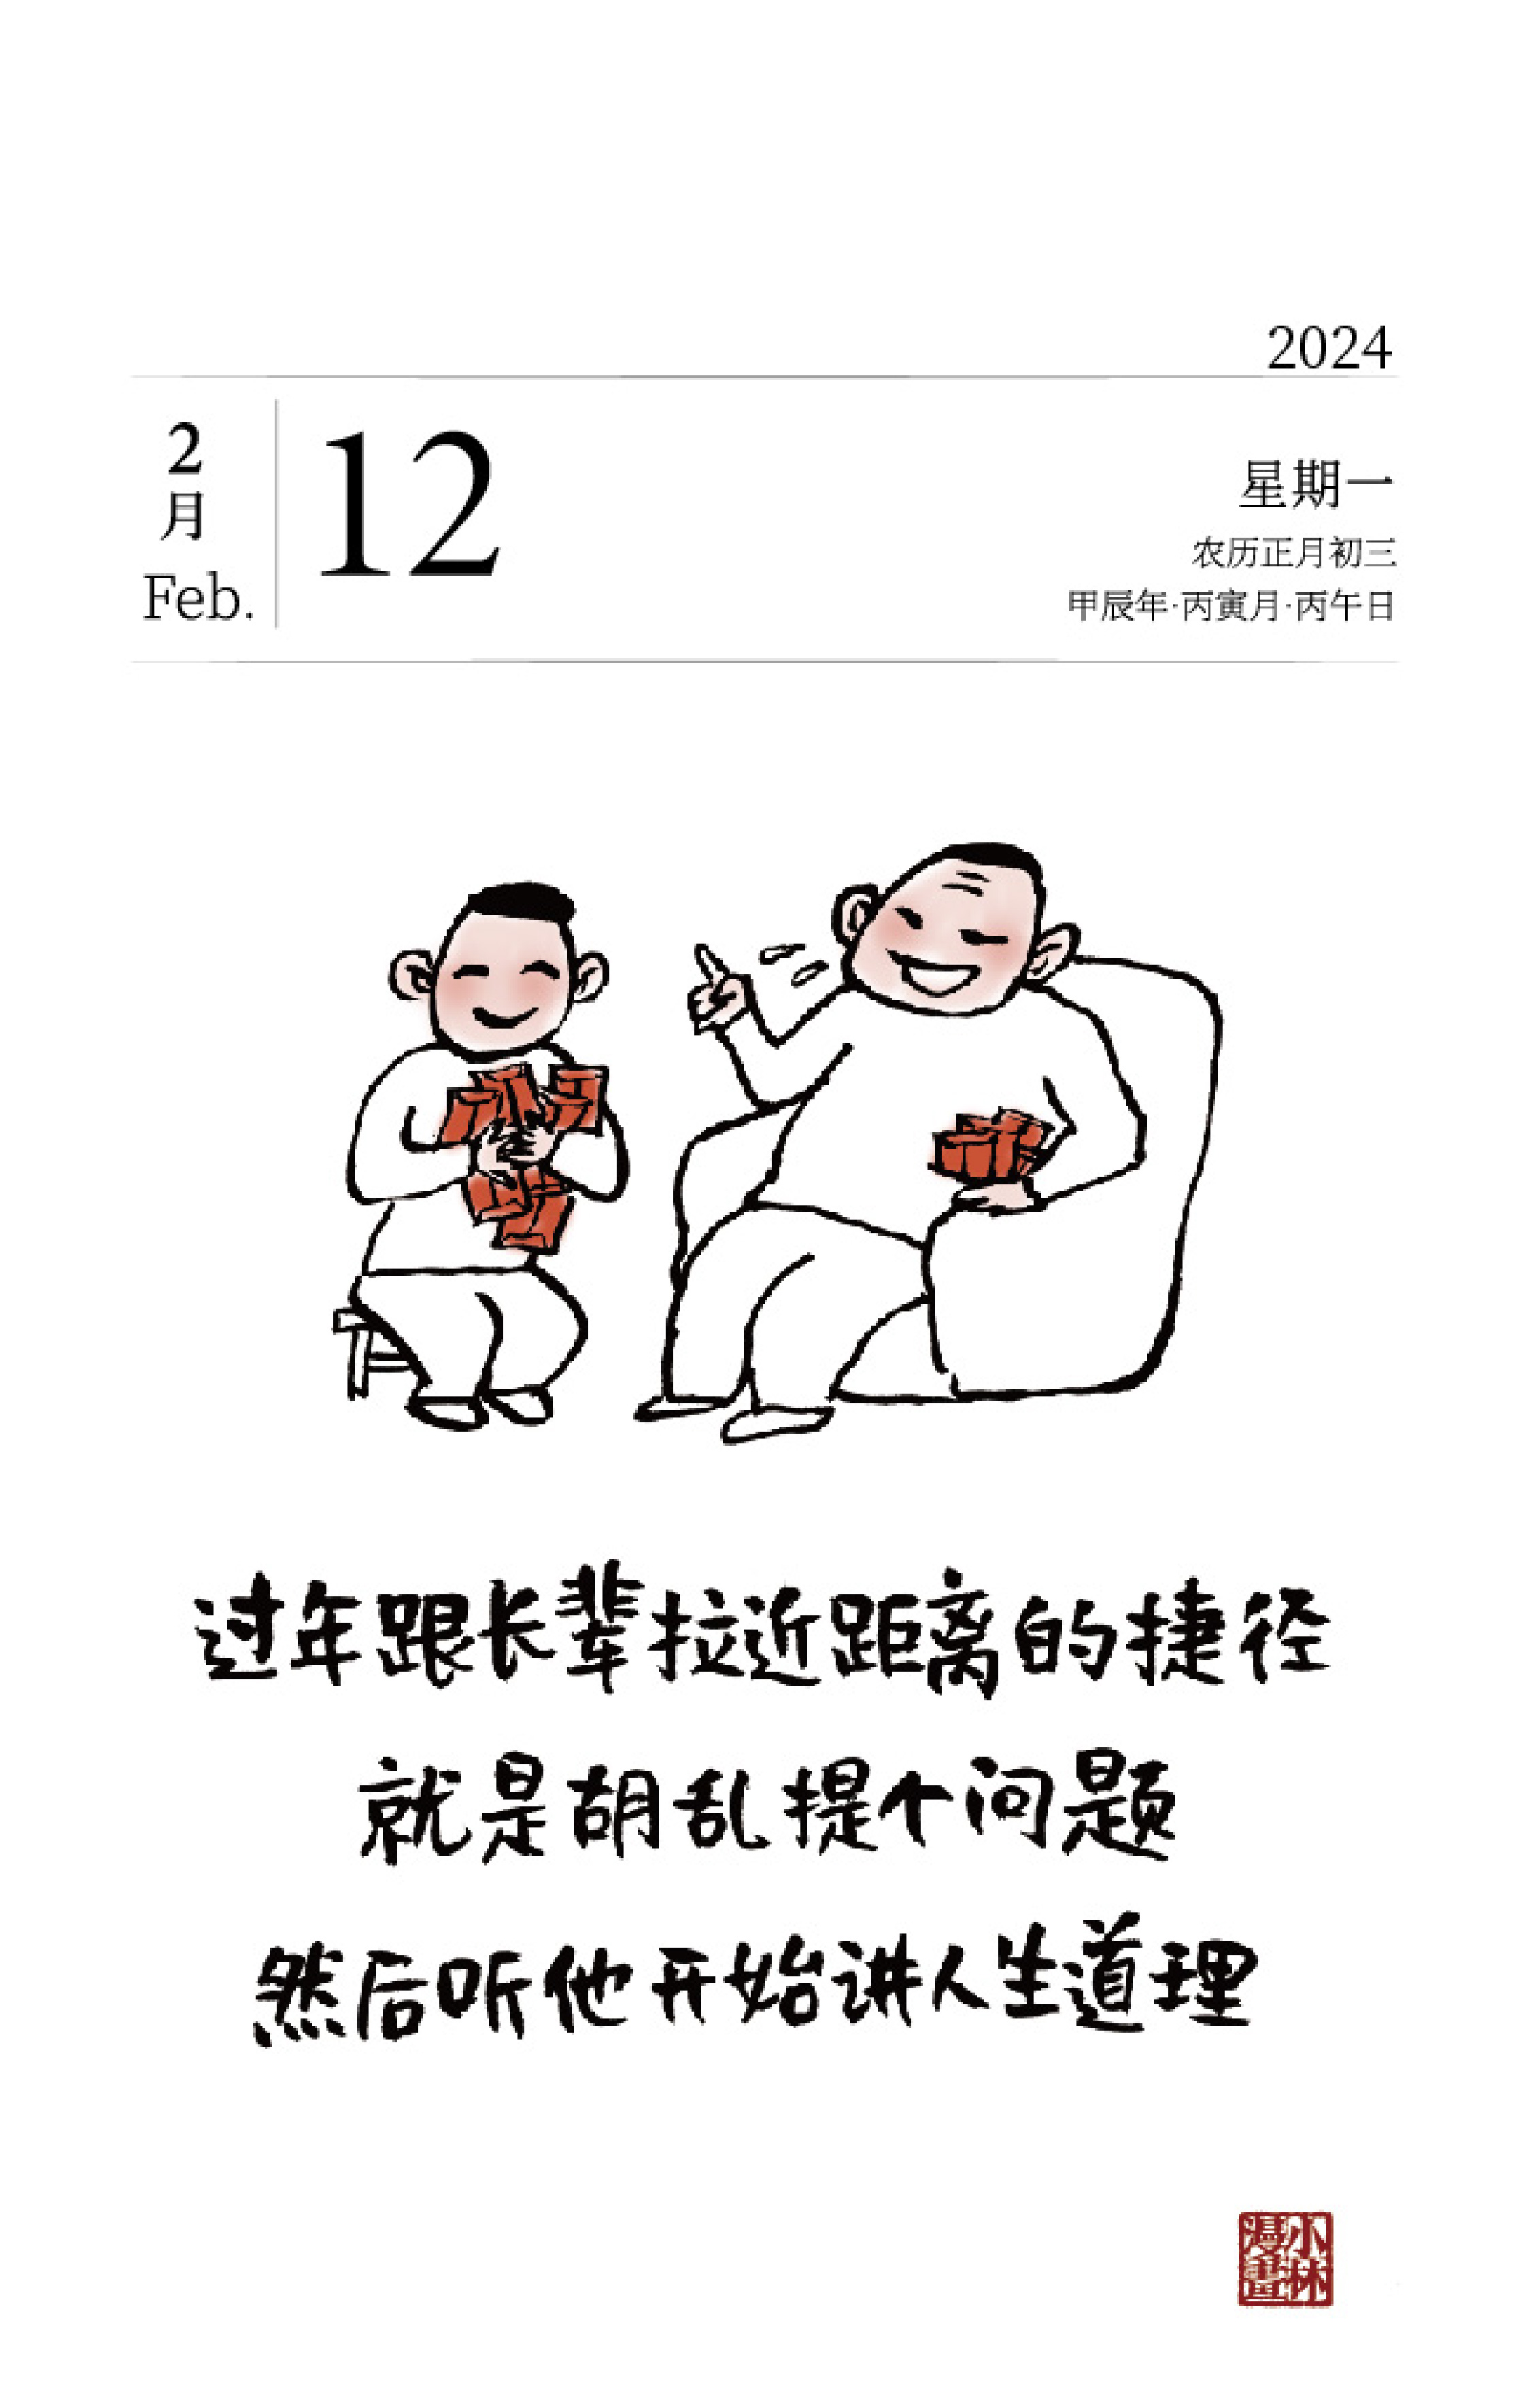 2024
2
月
Feb.
12
星期一
农历正月初三
甲辰年·丙寅月·丙午日
过年跟长辈拉近距离的捷径
就是胡乱提个问题
然后听他开始讲人生道理
小林
漫畫